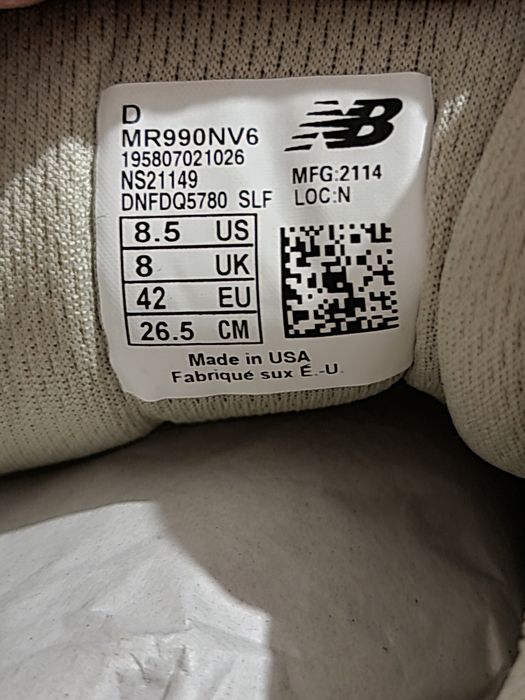 D
MR990NV6
195807021026
NS21149
DNFDQ5780 SLF
NB
MFG:2114
LOC:N
8.5 US
8 UK
42 EU
26.5 CM
Made in USA
Fabriqué sux É.-U.